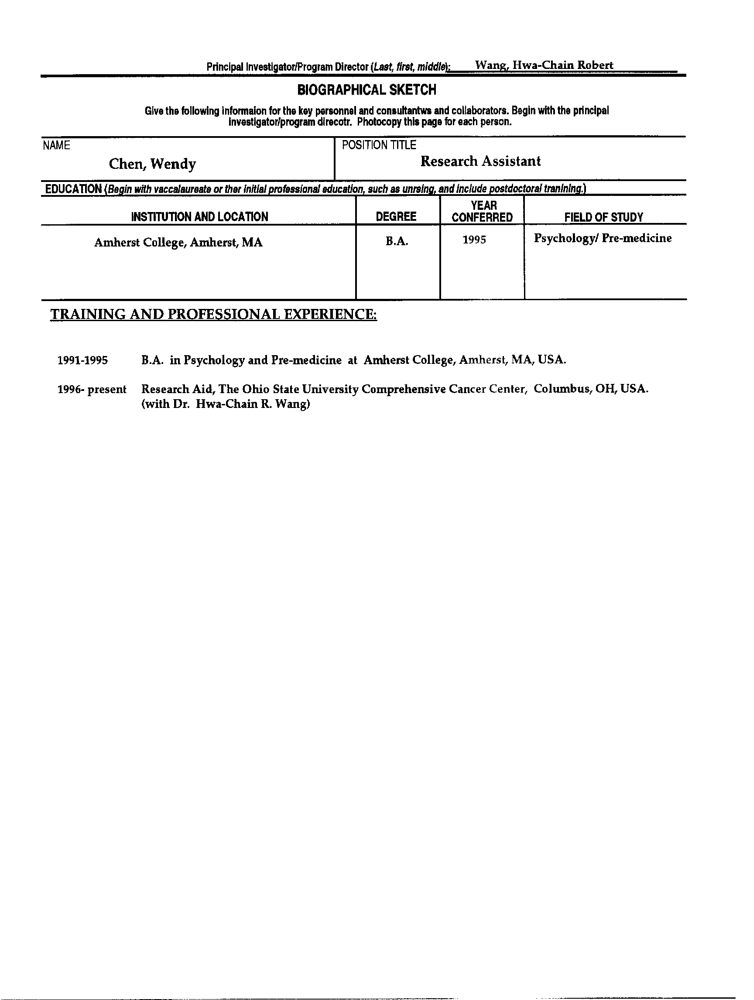 Principal Investigator/Program Director (Last, first, middle): Wang, Hwa-Chain Robert
BIOGRAPHICAL SKETCH
Give the following informaion for the key personnel and consultantws and collaborators. Begin with the principal
investigator/program direcotr. Photocopy this page for each person.
NAME POSITION TITLE
Chen, Wendy Research Assistant
EDUCATION (Begin with vaccalaureate or ther initial professional education, such as unrsing, and include postdoctoral tranining.)
INSTITUTION AND LOCATION DEGREE YEAR CONFERRED FIELD OF STUDY
Amherst College, Amherst, MA B.A. 1995 Psychology/ Pre-medicine
TRAINING AND PROFESSIONAL EXPERIENCE:
1991-1995 B.A. in Psychology and Pre-medicine at Amherst College, Amherst, MA, USA.
1996- present Research Aid, The Ohio State University Comprehensive Cancer Center, Columbus, OH, USA.
(with Dr. Hwa-Chain R. Wang)